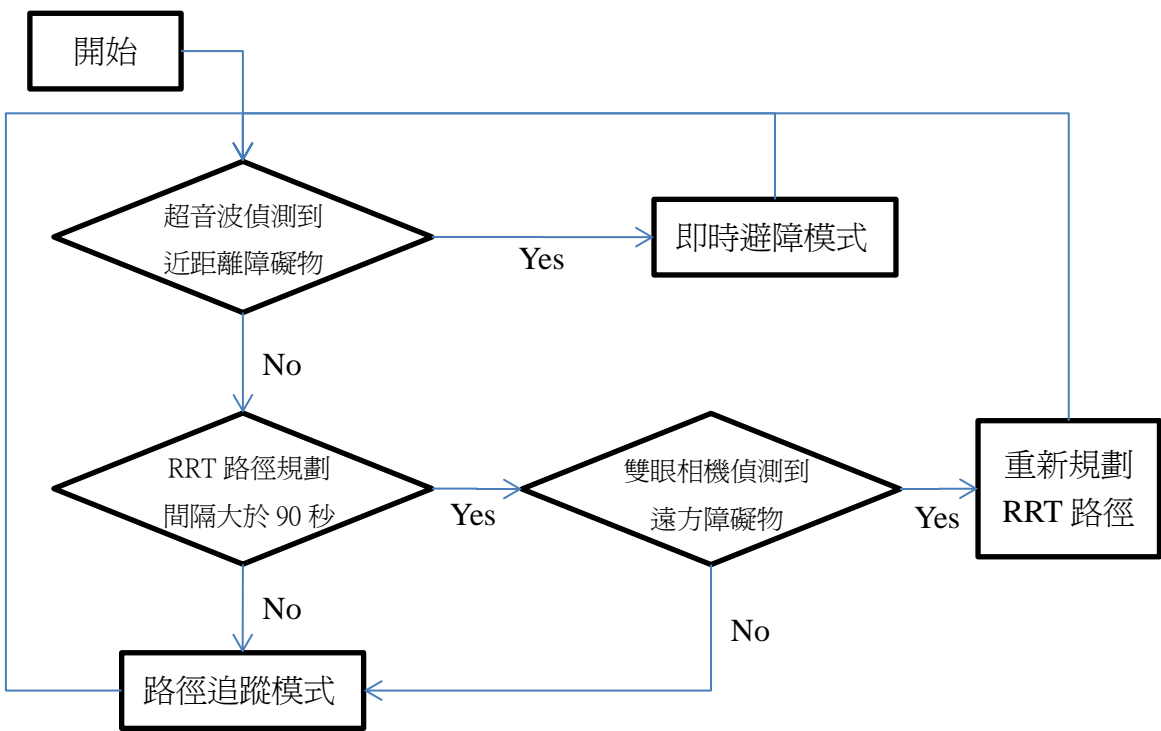 開始
超音波偵測到
近距離障礙物
Yes
即時避障模式
No
RRT 路徑規劃
間隔大於 90 秒
Yes
雙眼相機偵測到
遠方障礙物
Yes
重新規劃
RRT 路徑
No
No
路徑追蹤模式